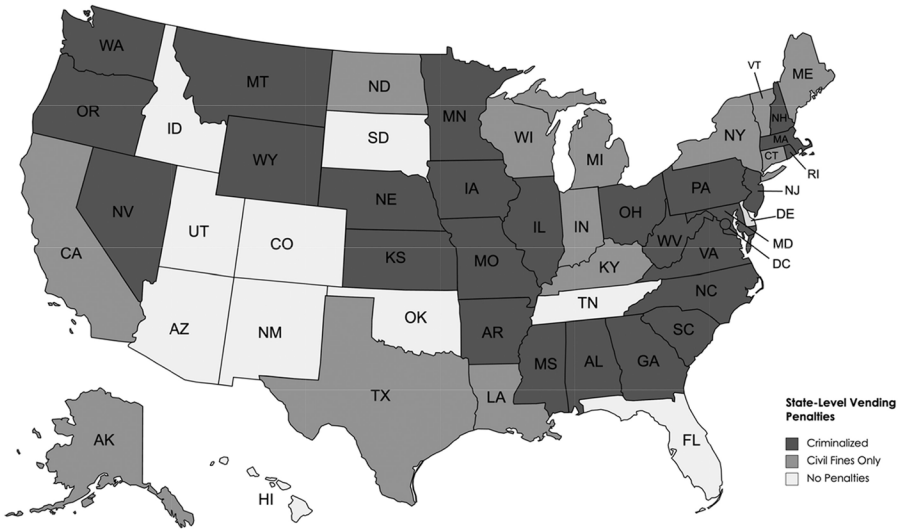 WA
MT
ND
MN
VT
ME
OR
ID
SD
WI
MI
NY
NH
MA
CT
RI
WY
IA
NE
PA
NJ
NV
UT
CO
IL
IN
OH
DE
MD
DC
CA
KS
MO
WV
VA
KY
NC
AZ
NM
OK
TN
AR
SC
MS
AL
GA
TX
LA
AK
FL
HI
State-Level Vending
Penalties
Criminalized
Civil Fines Only
No Penalties